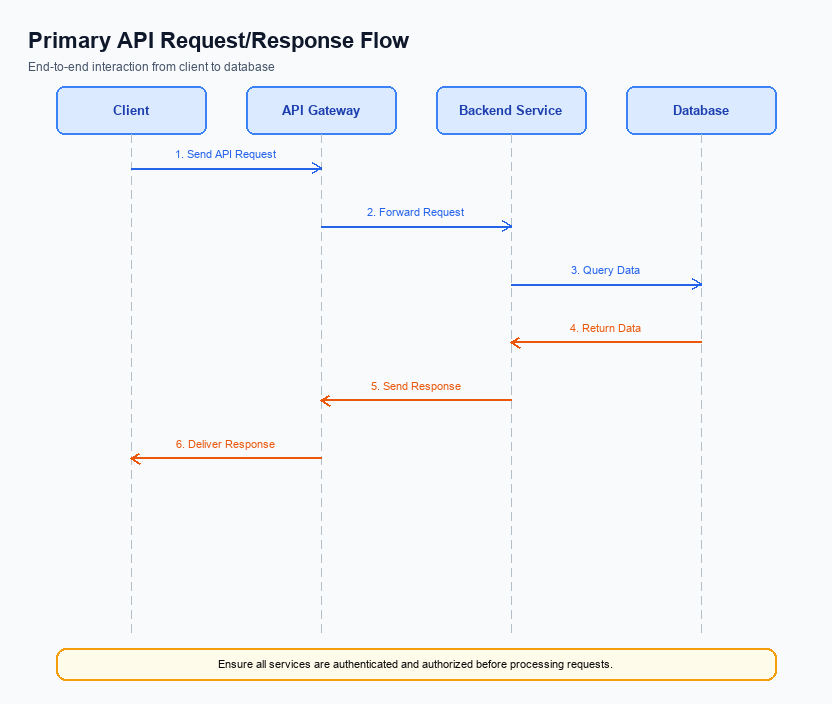 Primary API Request/Response Flow
End-to-end interaction from client to database
Client
API Gateway
Backend Service
Database
1. Send API Request
2. Forward Request
3. Query Data
4. Return Data
5. Send Response
6. Deliver Response
Ensure all services are authenticated and authorized before processing requests.